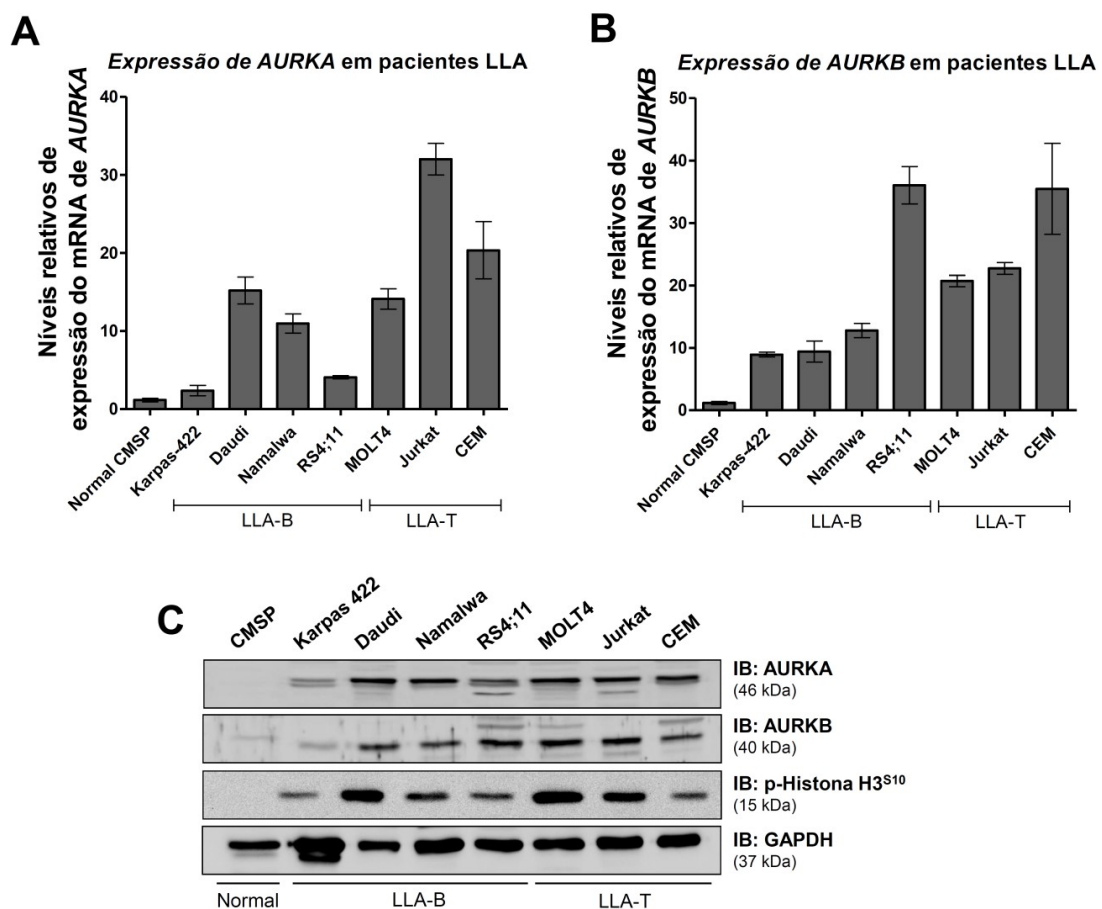 A
Expressão de AURKA em pacientes LLA
Níveis relativos de
expressão do mRNA de AURKA
40
30
20
10
0
Normal CMSP
Karpas-422
Daudi
Namalwa
RS4;11
MOLT4
Jurkat
CEM
LLA-B
LLA-T
B
Expressão de AURKB em pacientes LLA
Níveis relativos de
expressão do mRNA de AURKB
50
40
30
20
10
0
Normal CMSP
Karpas-422
Daudi
Namalwa
RS4;11
MOLT4
Jurkat
CEM
LLA-B
LLA-T
C
CMSP
Karpas 422
Daudi
Namalwa
RS4;11
MOLT4
Jurkat
CEM
IB: AURKA
(46 kDa)
IB: AURKB
(40 kDa)
IB: p-Histona H3S10
(15 kDa)
IB: GAPDH
(37 kDa)
Normal
LLA-B
LLA-T